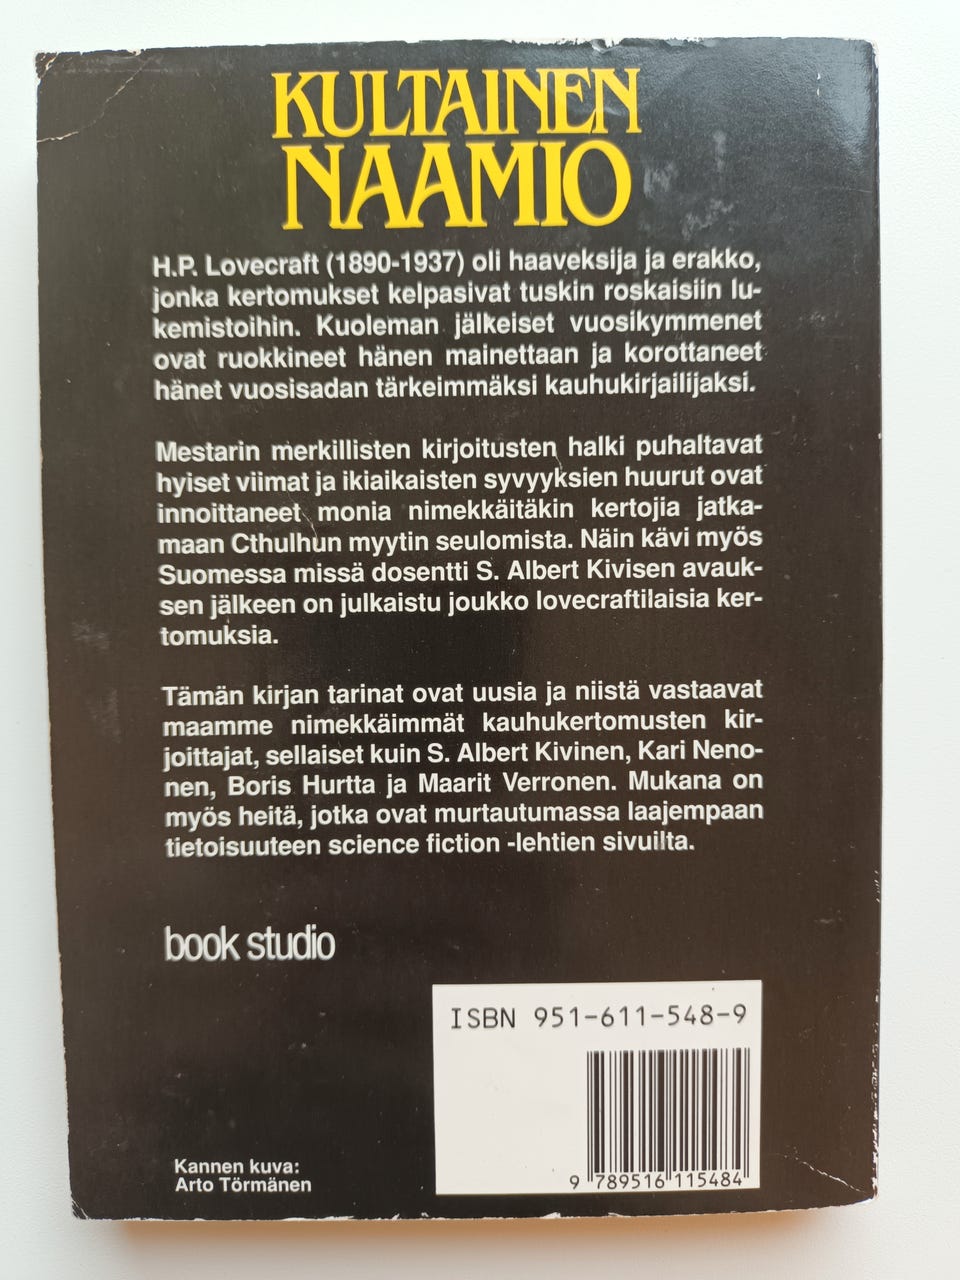 KULTAINEN
NAAMIO
H.P. Lovecraft (1890-1937) oli haaveksija ja erakko,
jonka kertomukset kelpasivat tuskin roskaisiin lu-
kemistoihin. Kuoleman jälkeiset vuosikymmenet
ovat ruokkineet hänen mainettaan ja korottaneet
hänet vuosisadan tärkeimmäksi kauhukirjailijaksi.
Mestarin merkillisten kirjoitusten halki puhaltavat
hyiset viimat ja ikiaikaisten syvyyksien huurut ovat
innoittaneet monia nimekkäitäkin kertojia jatka-
maan Cthulhun myytin seulomista. Näin kävi myös
Suomessa missä dosentti S. Albert Kivisen avauk-
sen jälkeen on julkaistu joukko lovecraftilaisia ker-
tomuksia.
Tämän kirjan tarinat ovat uusia ja niistä vastaavat
maamme nimekkäimmät kauhukertomusten kir-
joittajat, sellaiset kuin S. Albert Kivinen, Kari Neno-
nen, Boris Hurtta ja Maarit Verronen. Mukana on
myös heitä, jotka ovat murtautumassa laajempaan
tietoisuuteen science fiction -lehtien sivuilta.
book studio
ISBN 951-611-548-9
9 789516 115484
Kannen kuva:
Arto Törmänen